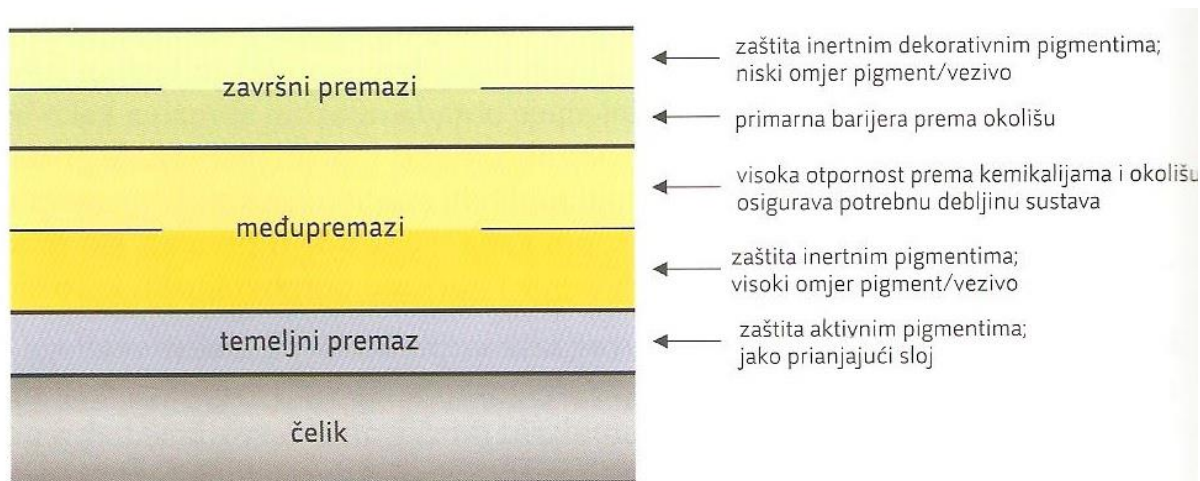 završni premazi
zaštita inertnim dekorativnim pigmentima;
niski omjer pigment/vezivo
primarna barijera prema okolišu
međupremazi
visoka otpornost prema kemikalijama i okolišu
osigurava potrebnu debljinu sustava
zaštita inertnim pigmentima;
visoki omjer pigment/vezivo
temeljni premaz
zaštita aktivnim pigmentima;
jako prianjajući sloj
čelik